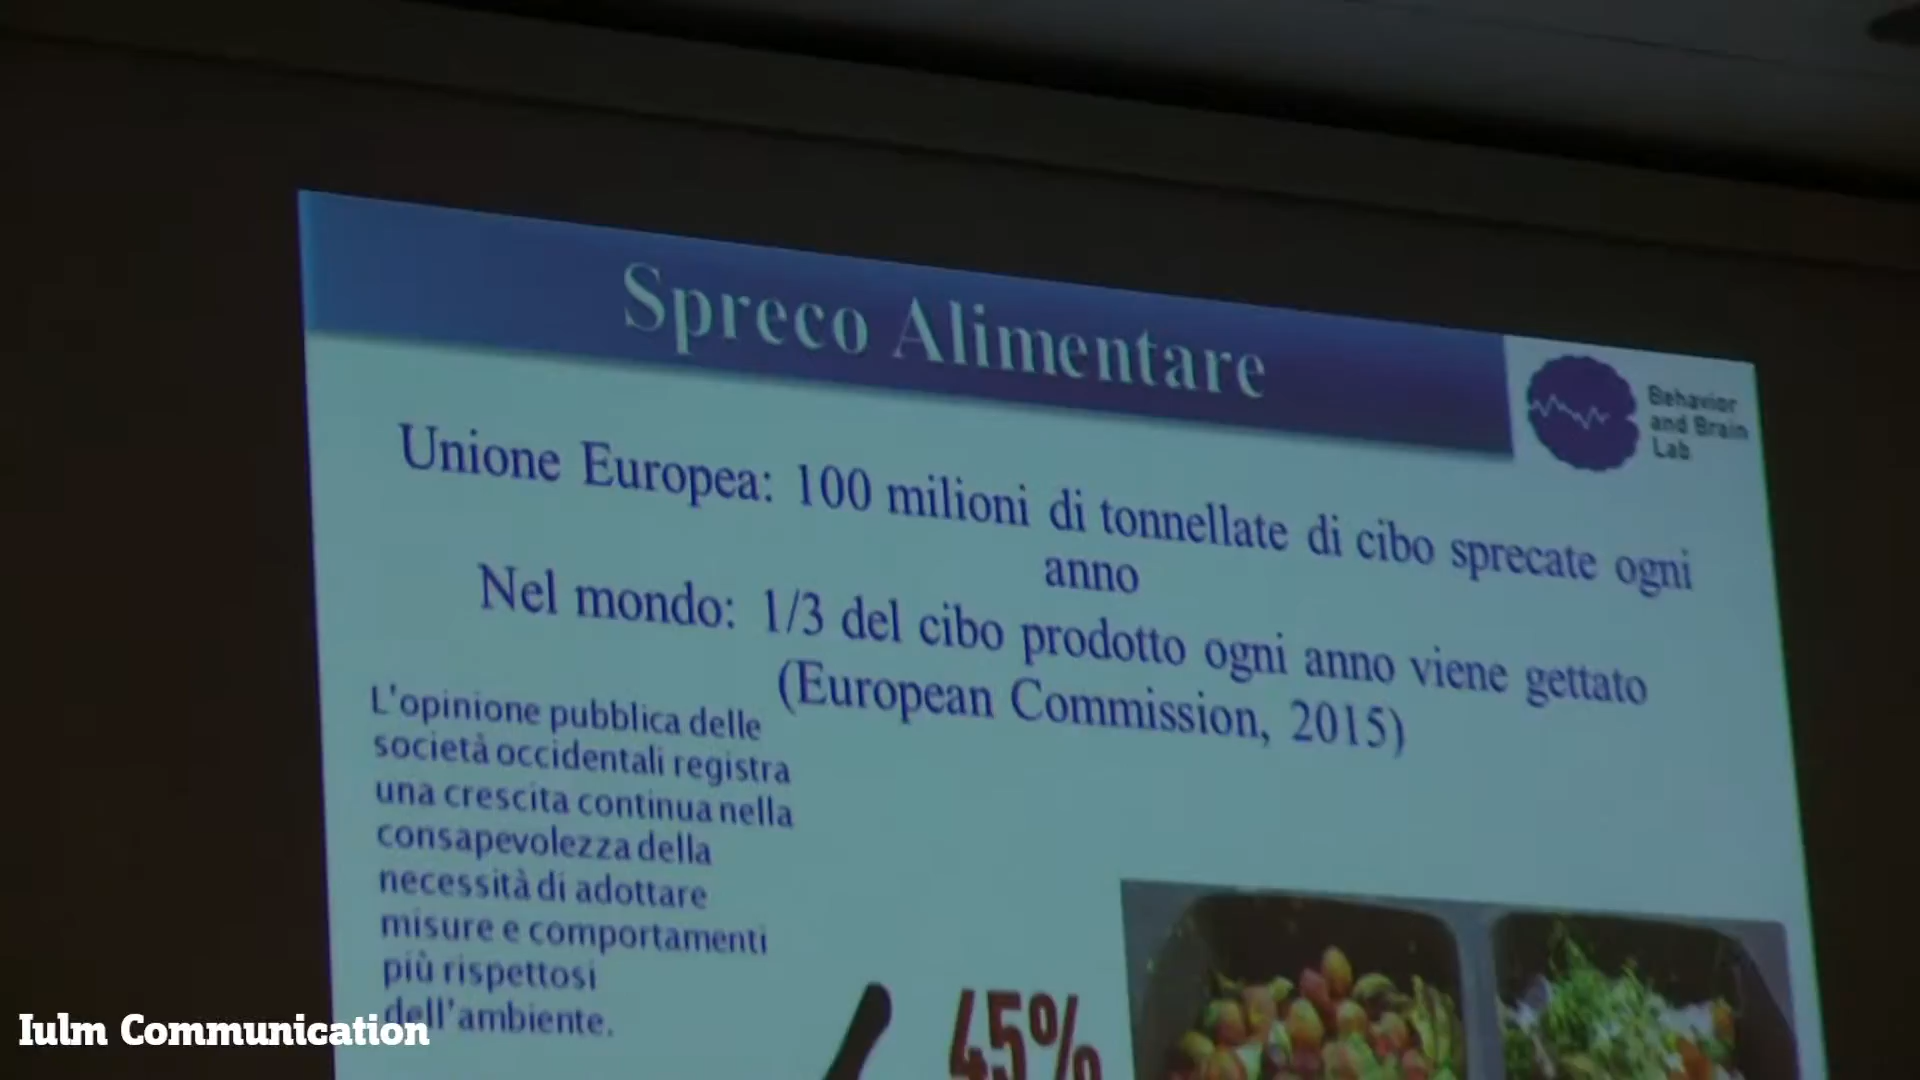 Spreco Alimentare
Behavior
and Brain
Lab
Unione Europea: 100 milioni di tonnellate di cibo sprecate ogni
anno
Nel mondo: 1/3 del cibo prodotto ogni anno viene gettato
(European Commission, 2015)
L'opinione pubblica delle
società occidentali registra
una crescita continua nella
consapevolezza della
necessità di adottare
misure e comportamenti
più rispettosi
dell'ambiente.
45%
Iulm Communication